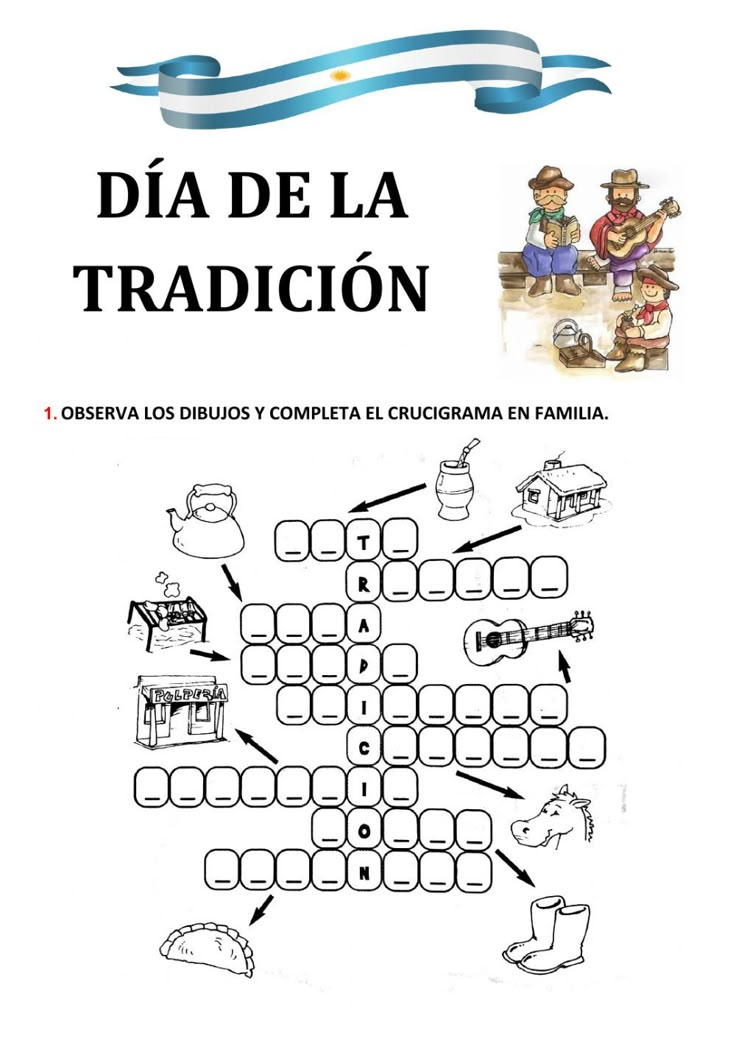 DÍA DE LA
TRADICIÓN
1. OBSERVA LOS DIBUJOS Y COMPLETA EL CRUCIGRAMA EN FAMILIA.
_ _ T _
R _ _ _ _ _
_ _ _ A
_ _ _ D _
PULPERÍA
_ _ I _ _ _ _ _
C _ _ _ _ _ _
_ _ _ _ _ _ I _
_ O _ _ _
_ _ _ _ N _ _ _